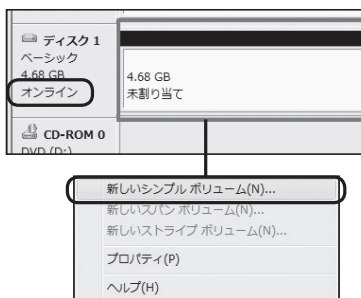 ディスク 1
ベーシック
4.68 GB
オンライン
4.68 GB
未割り当て
CD-ROM 0
DVD (D:)
新しいシンプル ボリューム(N)...
新しいスパン ボリューム(N)...
新しいストライプ ボリューム(N)...
プロパティ(P)
ヘルプ(H)